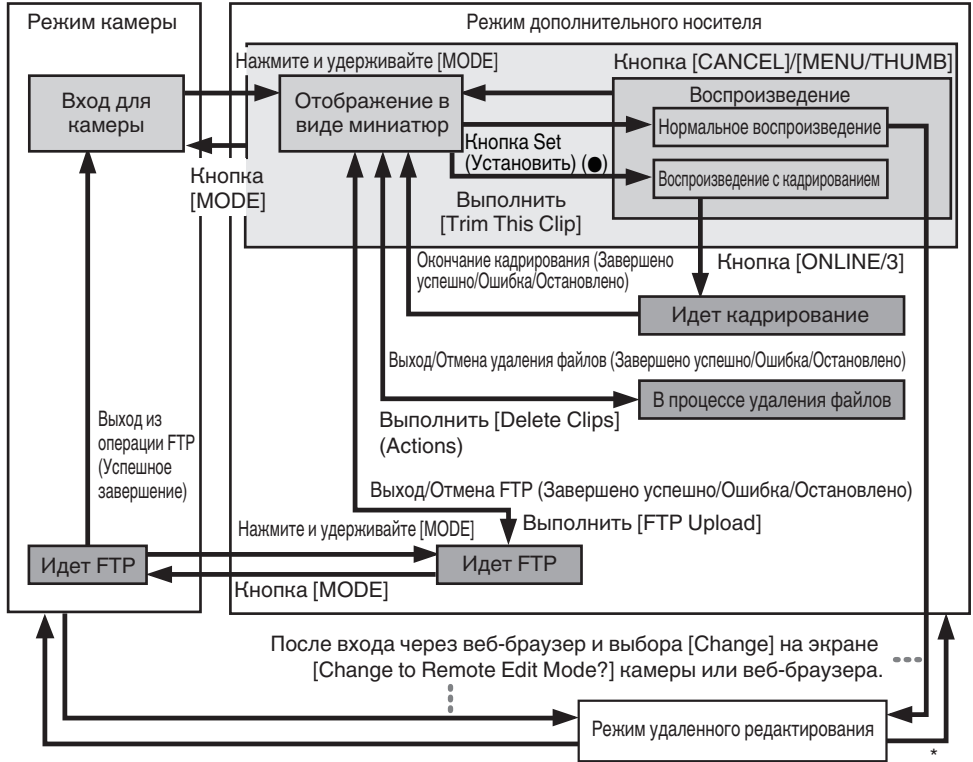 Режим камеры
Режим дополнительного носителя
Нажмите и удерживайте [MODE]
Кнопка [CANCEL]/[MENU/THUMB]
Вход для
камеры
Отображение в
виде миниатюр
Воспроизведение
Нормальное воспроизведение
Кнопка Set
(Установить) (●)
Воспроизведение с кадрированием
Кнопка
[MODE]
Выполнить
[Trim This Clip]
Окончание кадрирования (Завершено
успешно/Ошибка/Остановлено)
Кнопка [ONLINE/3]
Идет кадрирование
Выход/Отмена удаления файлов (Завершено успешно/Ошибка/Остановлено)
В процессе удаления файлов
Выполнить [Delete Clips]
(Actions)
Выход из
операции FTP
(Успешное
завершение)
Выход/Отмена FTP (Завершено успешно/Ошибка/Остановлено)
Выполнить [FTP Upload]
Нажмите и удерживайте [MODE]
Идет FTP
Идет FTP
Кнопка [MODE]
После входа через веб-браузер и выбора [Change] на экране
[Change to Remote Edit Mode?] камеры или веб-браузера.
Режим удаленного редактирования
*